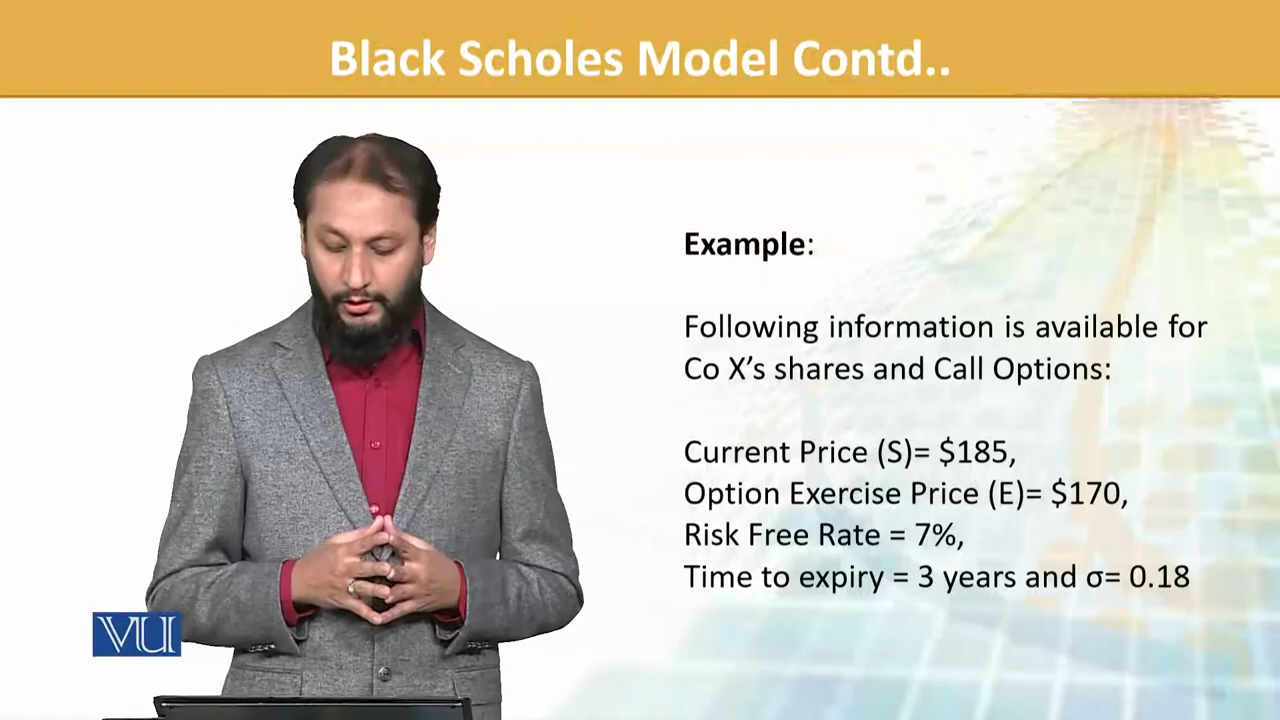 Black Scholes Model Contd..
Example:
Following information is available for
Co X’s shares and Call Options:
Current Price (S)= $185,
Option Exercise Price (E)= $170,
Risk Free Rate = 7%,
Time to expiry = 3 years and σ= 0.18
VU